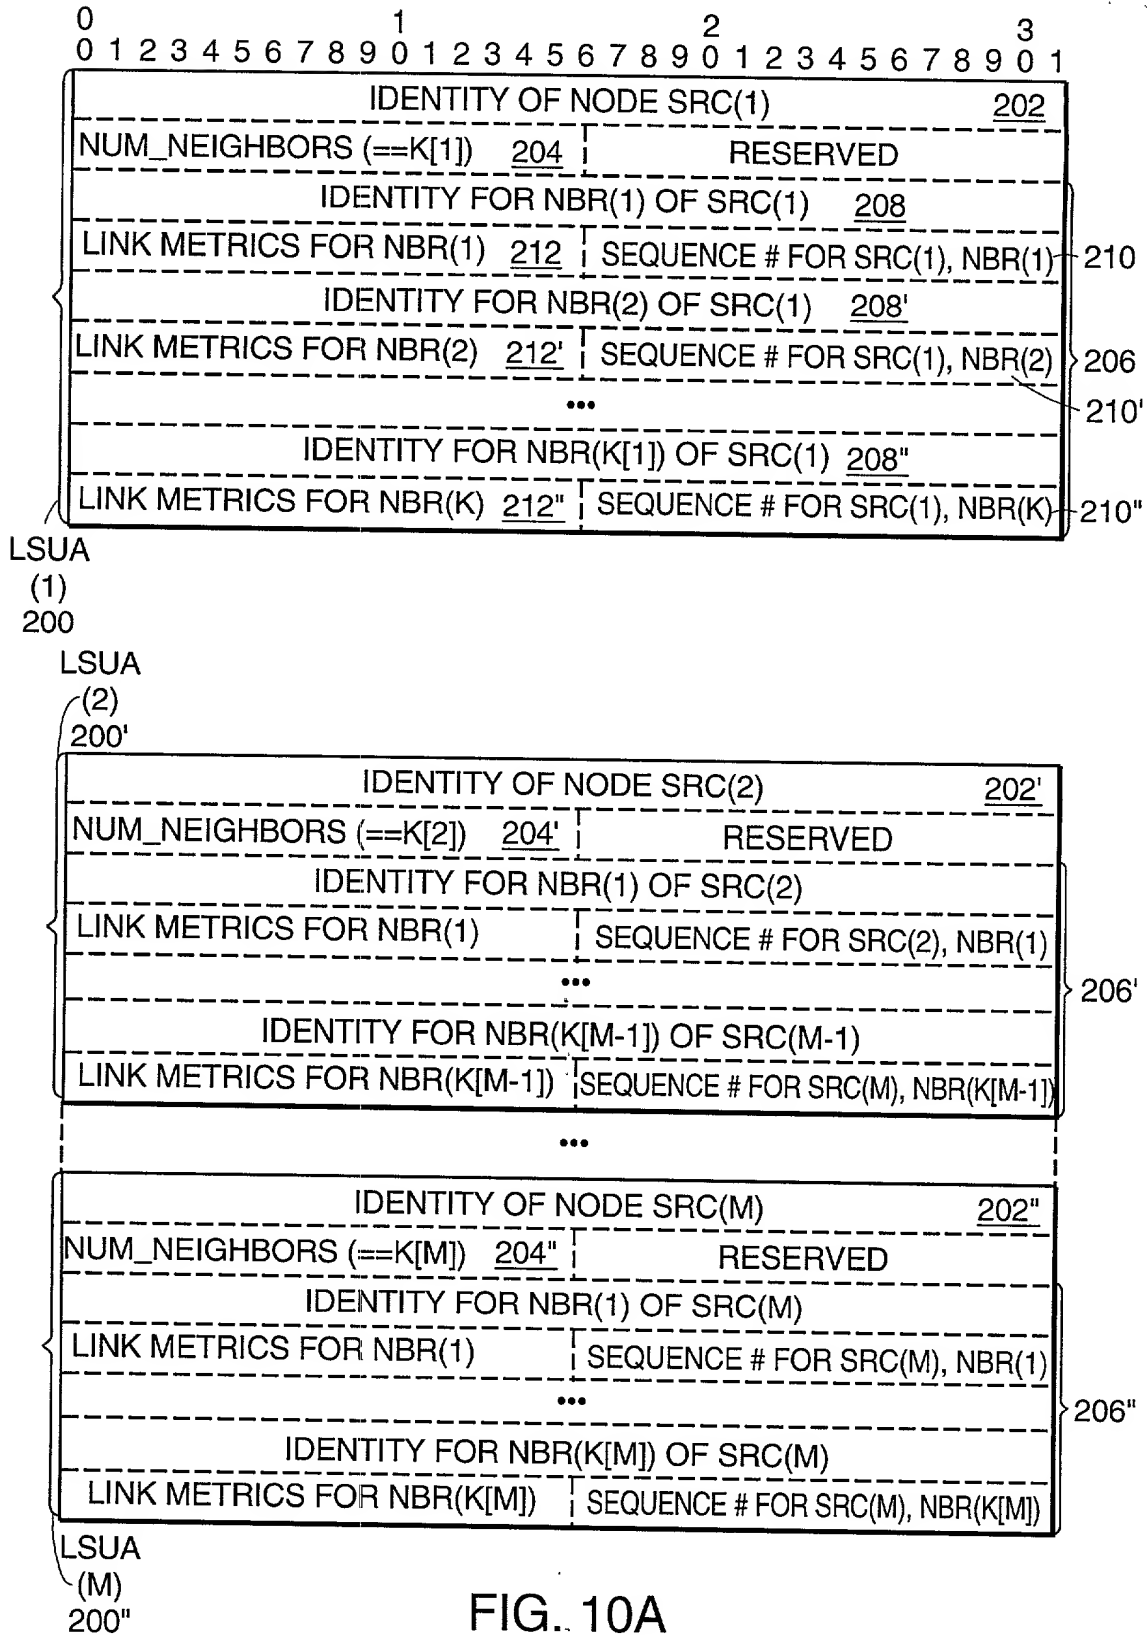 0 1 2 3
0 1 2 3 4 5 6 7 8 9 0 1 2 3 4 5 6 7 8 9 0 1 2 3 4 5 6 7 8 9 0 1
IDENTITY OF NODE SRC(1) 202
NUM_NEIGHBORS (==K[1]) 204 RESERVED
IDENTITY FOR NBR(1) OF SRC(1) 208
LINK METRICS FOR NBR(1) 212 SEQUENCE # FOR SRC(1), NBR(1) 210
IDENTITY FOR NBR(2) OF SRC(1) 208'
LINK METRICS FOR NBR(2) 212' SEQUENCE # FOR SRC(1), NBR(2) 206
••• 210'
IDENTITY FOR NBR(K[1]) OF SRC(1) 208"
LINK METRICS FOR NBR(K) 212" SEQUENCE # FOR SRC(1), NBR(K) 210"
LSUA
(1)
200
LSUA
(2)
200'
IDENTITY OF NODE SRC(2) 202'
NUM_NEIGHBORS (==K[2]) 204' RESERVED
IDENTITY FOR NBR(1) OF SRC(2)
LINK METRICS FOR NBR(1) SEQUENCE # FOR SRC(2), NBR(1)
••• 206'
IDENTITY FOR NBR(K[M-1]) OF SRC(M-1)
LINK METRICS FOR NBR(K[M-1]) SEQUENCE # FOR SRC(M), NBR(K[M-1])
•••
IDENTITY OF NODE SRC(M) 202"
NUM_NEIGHBORS (==K[M]) 204" RESERVED
IDENTITY FOR NBR(1) OF SRC(M)
LINK METRICS FOR NBR(1) SEQUENCE # FOR SRC(M), NBR(1)
••• 206"
IDENTITY FOR NBR(K[M]) OF SRC(M)
LINK METRICS FOR NBR(K[M]) SEQUENCE # FOR SRC(M), NBR(K[M])
LSUA
(M)
200"
FIG. 10A